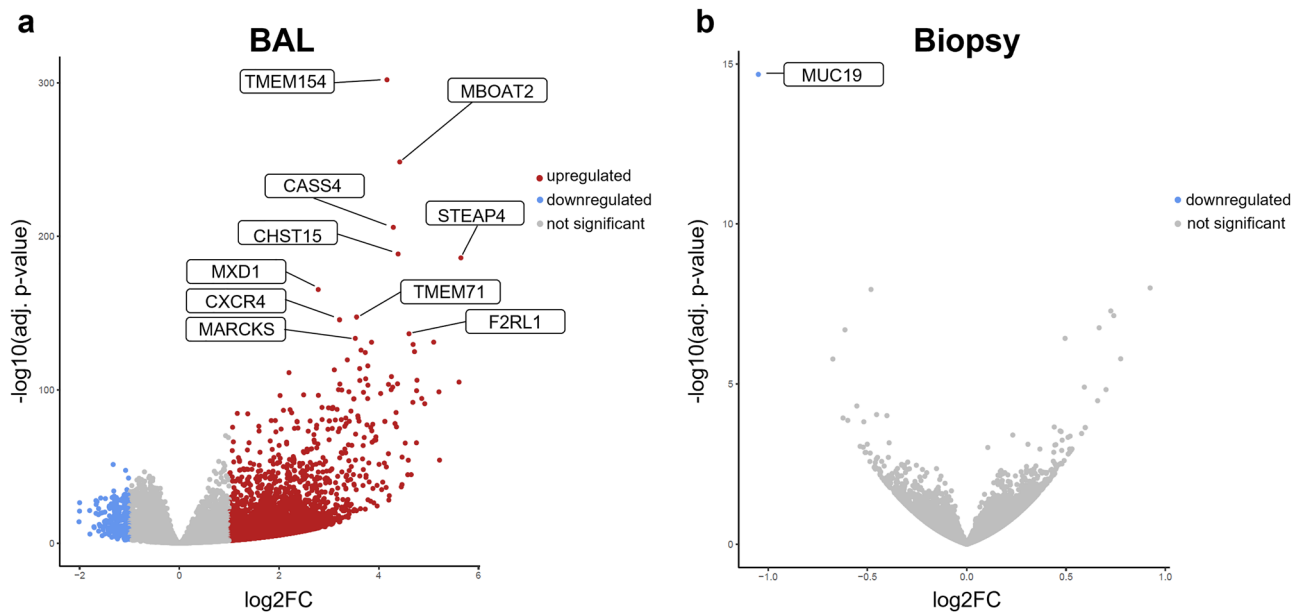 a
BAL
TMEM154
MBOAT2
CASS4
STEAP4
CHST15
MXD1
TMEM71
CXCR4
MARCKS
F2RL1
upregulated
downregulated
not significant
-log10(adj. p-value)
300
200
100
0
−2
0
2
4
6
log2FC
b
Biopsy
MUC19
downregulated
not significant
-log10(adj. p-value)
15
10
5
0
−1.0
−0.5
0.0
0.5
1.0
log2FC